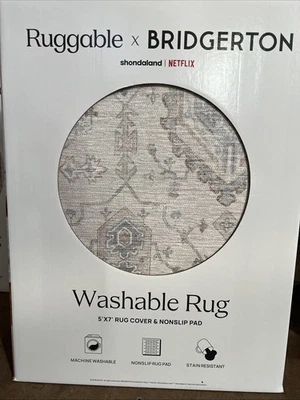 Ruggable x BRIDGERTON
shondaland | NETFLIX
Washable Rug
5'X7' RUG COVER & NONSLIP PAD
MACHINE WASHABLE
NONSLIP RUG PAD
STAIN RESISTANT